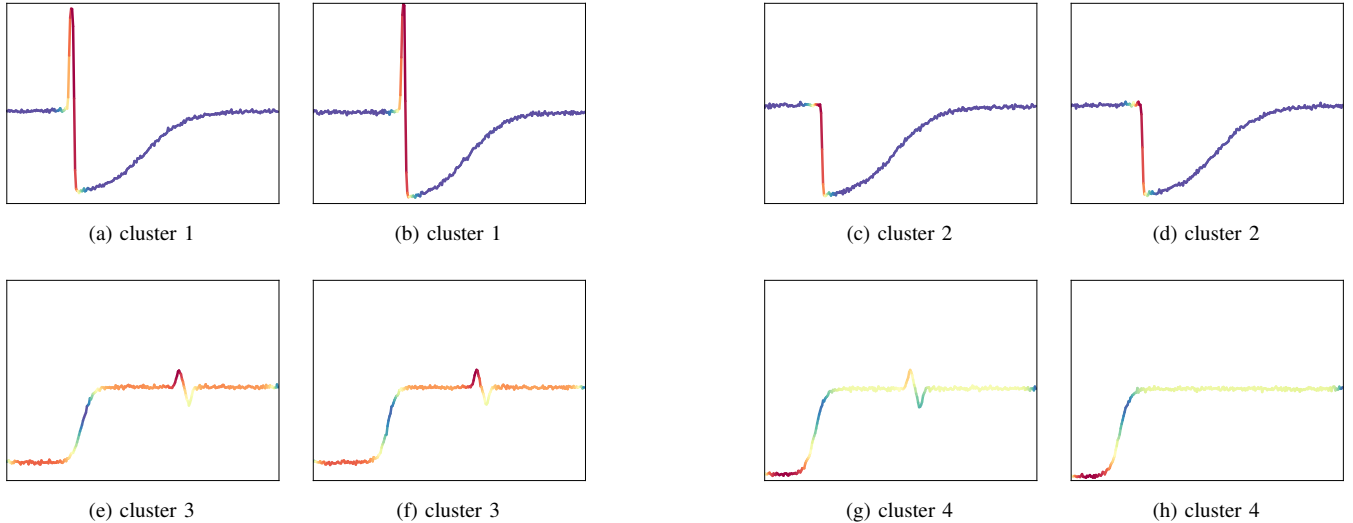 (a) cluster 1
(b) cluster 1
(c) cluster 2
(d) cluster 2
(e) cluster 3
(f) cluster 3
(g) cluster 4
(h) cluster 4